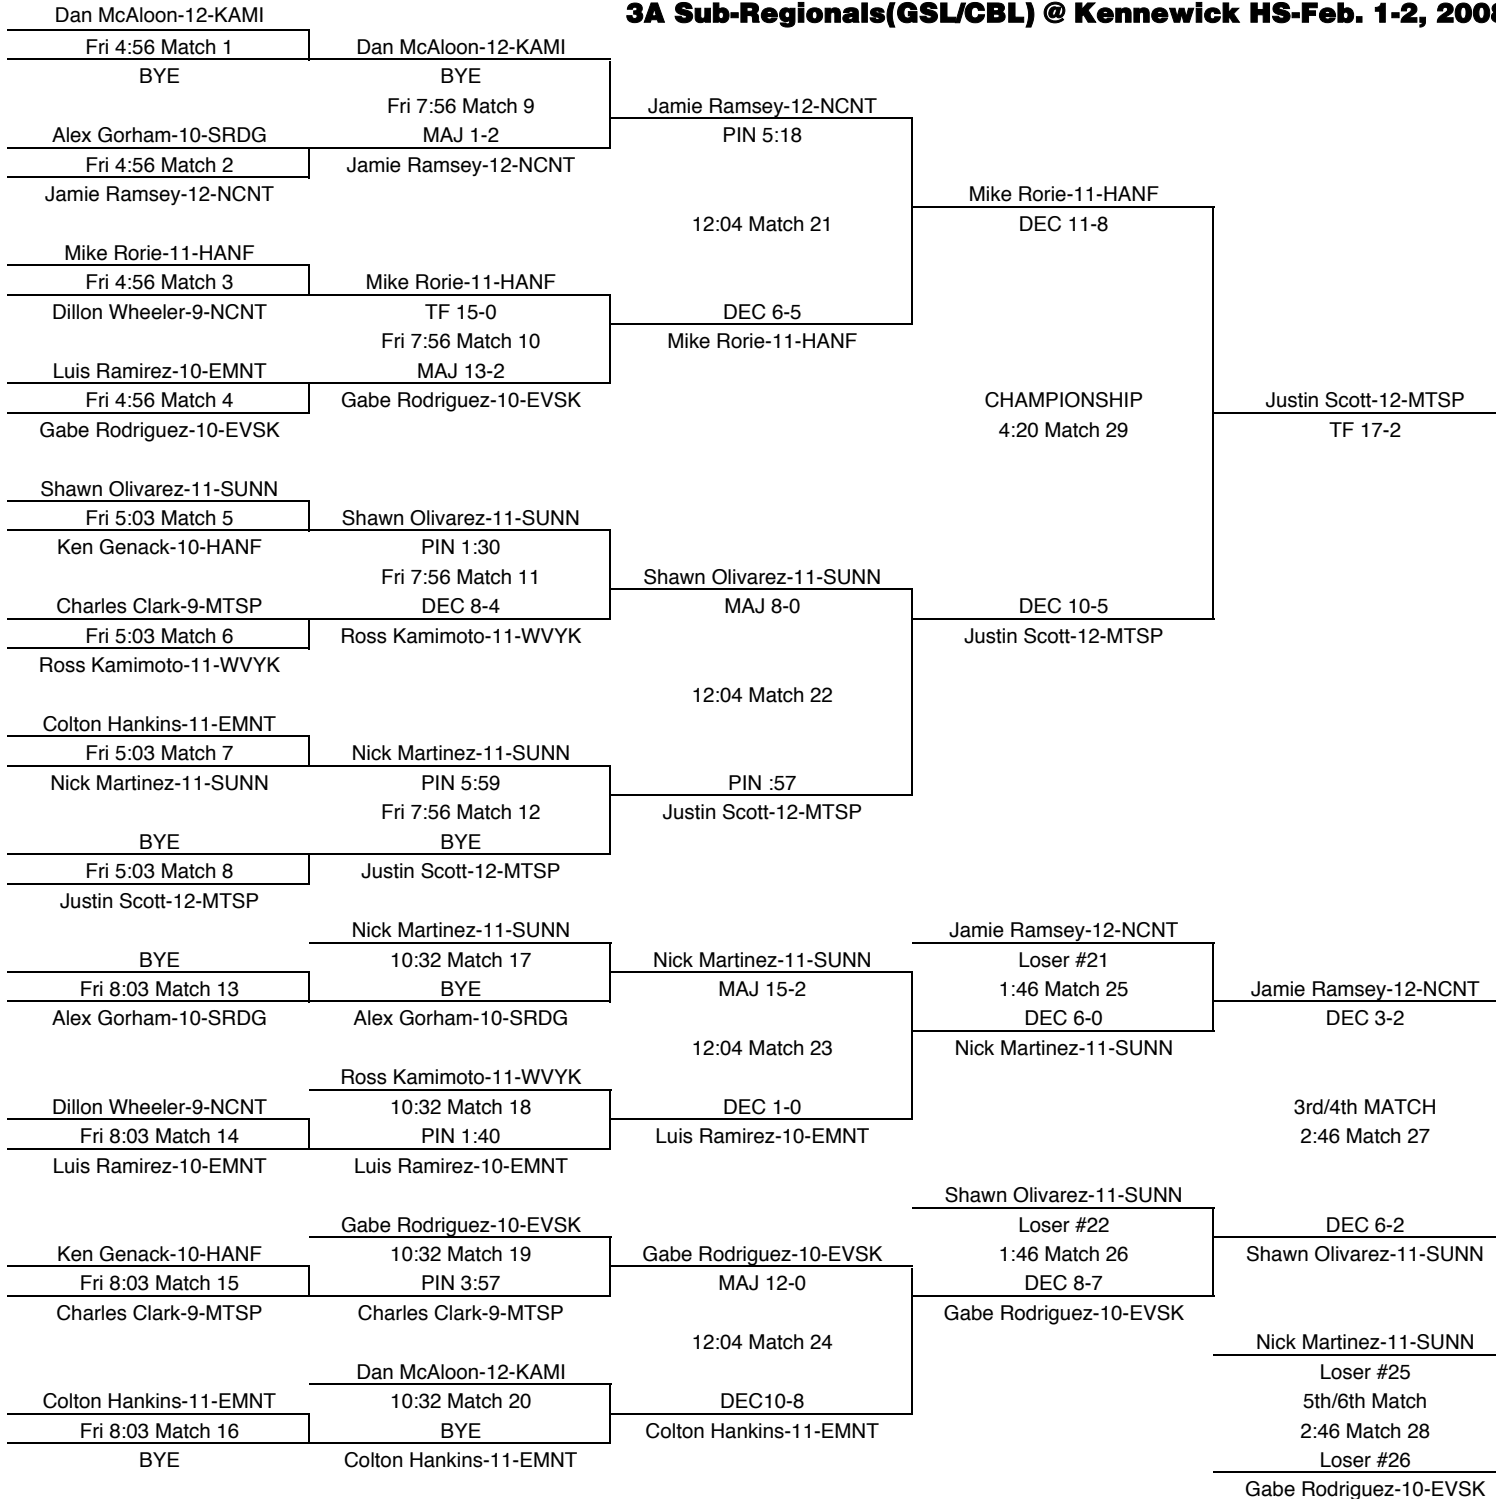 3A Sub-Regionals(GSL/CBL) @ Kennewick HS-Feb. 1-2, 2008
Dan McAloon-12-KAMI
Fri 4:56 Match 1
BYE
Alex Gorham-10-SRDG
Fri 4:56 Match 2
Jamie Ramsey-12-NCNT
Mike Rorie-11-HANF
Fri 4:56 Match 3
Dillon Wheeler-9-NCNT
Luis Ramirez-10-EMNT
Fri 4:56 Match 4
Gabe Rodriguez-10-EVSK
Shawn Olivarez-11-SUNN
Fri 5:03 Match 5
Ken Genack-10-HANF
Charles Clark-9-MTSP
Fri 5:03 Match 6
Ross Kamimoto-11-WVYK
Colton Hankins-11-EMNT
Fri 5:03 Match 7
Nick Martinez-11-SUNN
BYE
Fri 5:03 Match 8
Justin Scott-12-MTSP
Dan McAloon-12-KAMI
BYE
Fri 7:56 Match 9
MAJ 1-2
Jamie Ramsey-12-NCNT
Mike Rorie-11-HANF
TF 15-0
Fri 7:56 Match 10
MAJ 13-2
Gabe Rodriguez-10-EVSK
Shawn Olivarez-11-SUNN
PIN 1:30
Fri 7:56 Match 11
DEC 8-4
Ross Kamimoto-11-WVYK
Nick Martinez-11-SUNN
PIN 5:59
Fri 7:56 Match 12
BYE
Justin Scott-12-MTSP
Jamie Ramsey-12-NCNT
PIN 5:18
12:04 Match 21
DEC 6-5
Mike Rorie-11-HANF
Shawn Olivarez-11-SUNN
MAJ 8-0
12:04 Match 22
PIN :57
Justin Scott-12-MTSP
Mike Rorie-11-HANF
DEC 11-8
CHAMPIONSHIP
4:20 Match 29
DEC 10-5
Justin Scott-12-MTSP
Justin Scott-12-MTSP
TF 17-2
BYE
Fri 8:03 Match 13
Alex Gorham-10-SRDG
Dillon Wheeler-9-NCNT
Fri 8:03 Match 14
Luis Ramirez-10-EMNT
Ken Genack-10-HANF
Fri 8:03 Match 15
Charles Clark-9-MTSP
Colton Hankins-11-EMNT
Fri 8:03 Match 16
BYE
Nick Martinez-11-SUNN
10:32 Match 17
BYE
Alex Gorham-10-SRDG
Ross Kamimoto-11-WVYK
10:32 Match 18
PIN 1:40
Luis Ramirez-10-EMNT
Gabe Rodriguez-10-EVSK
10:32 Match 19
PIN 3:57
Charles Clark-9-MTSP
Dan McAloon-12-KAMI
10:32 Match 20
BYE
Colton Hankins-11-EMNT
Nick Martinez-11-SUNN
MAJ 15-2
12:04 Match 23
DEC 1-0
Luis Ramirez-10-EMNT
Gabe Rodriguez-10-EVSK
MAJ 12-0
12:04 Match 24
DEC10-8
Colton Hankins-11-EMNT
Jamie Ramsey-12-NCNT
Loser #21
1:46 Match 25
DEC 6-0
Nick Martinez-11-SUNN
Shawn Olivarez-11-SUNN
Loser #22
1:46 Match 26
DEC 8-7
Gabe Rodriguez-10-EVSK
Jamie Ramsey-12-NCNT
DEC 3-2
3rd/4th MATCH
2:46 Match 27
DEC 6-2
Shawn Olivarez-11-SUNN
Nick Martinez-11-SUNN
Loser #25
5th/6th Match
2:46 Match 28
Loser #26
Gabe Rodriguez-10-EVSK